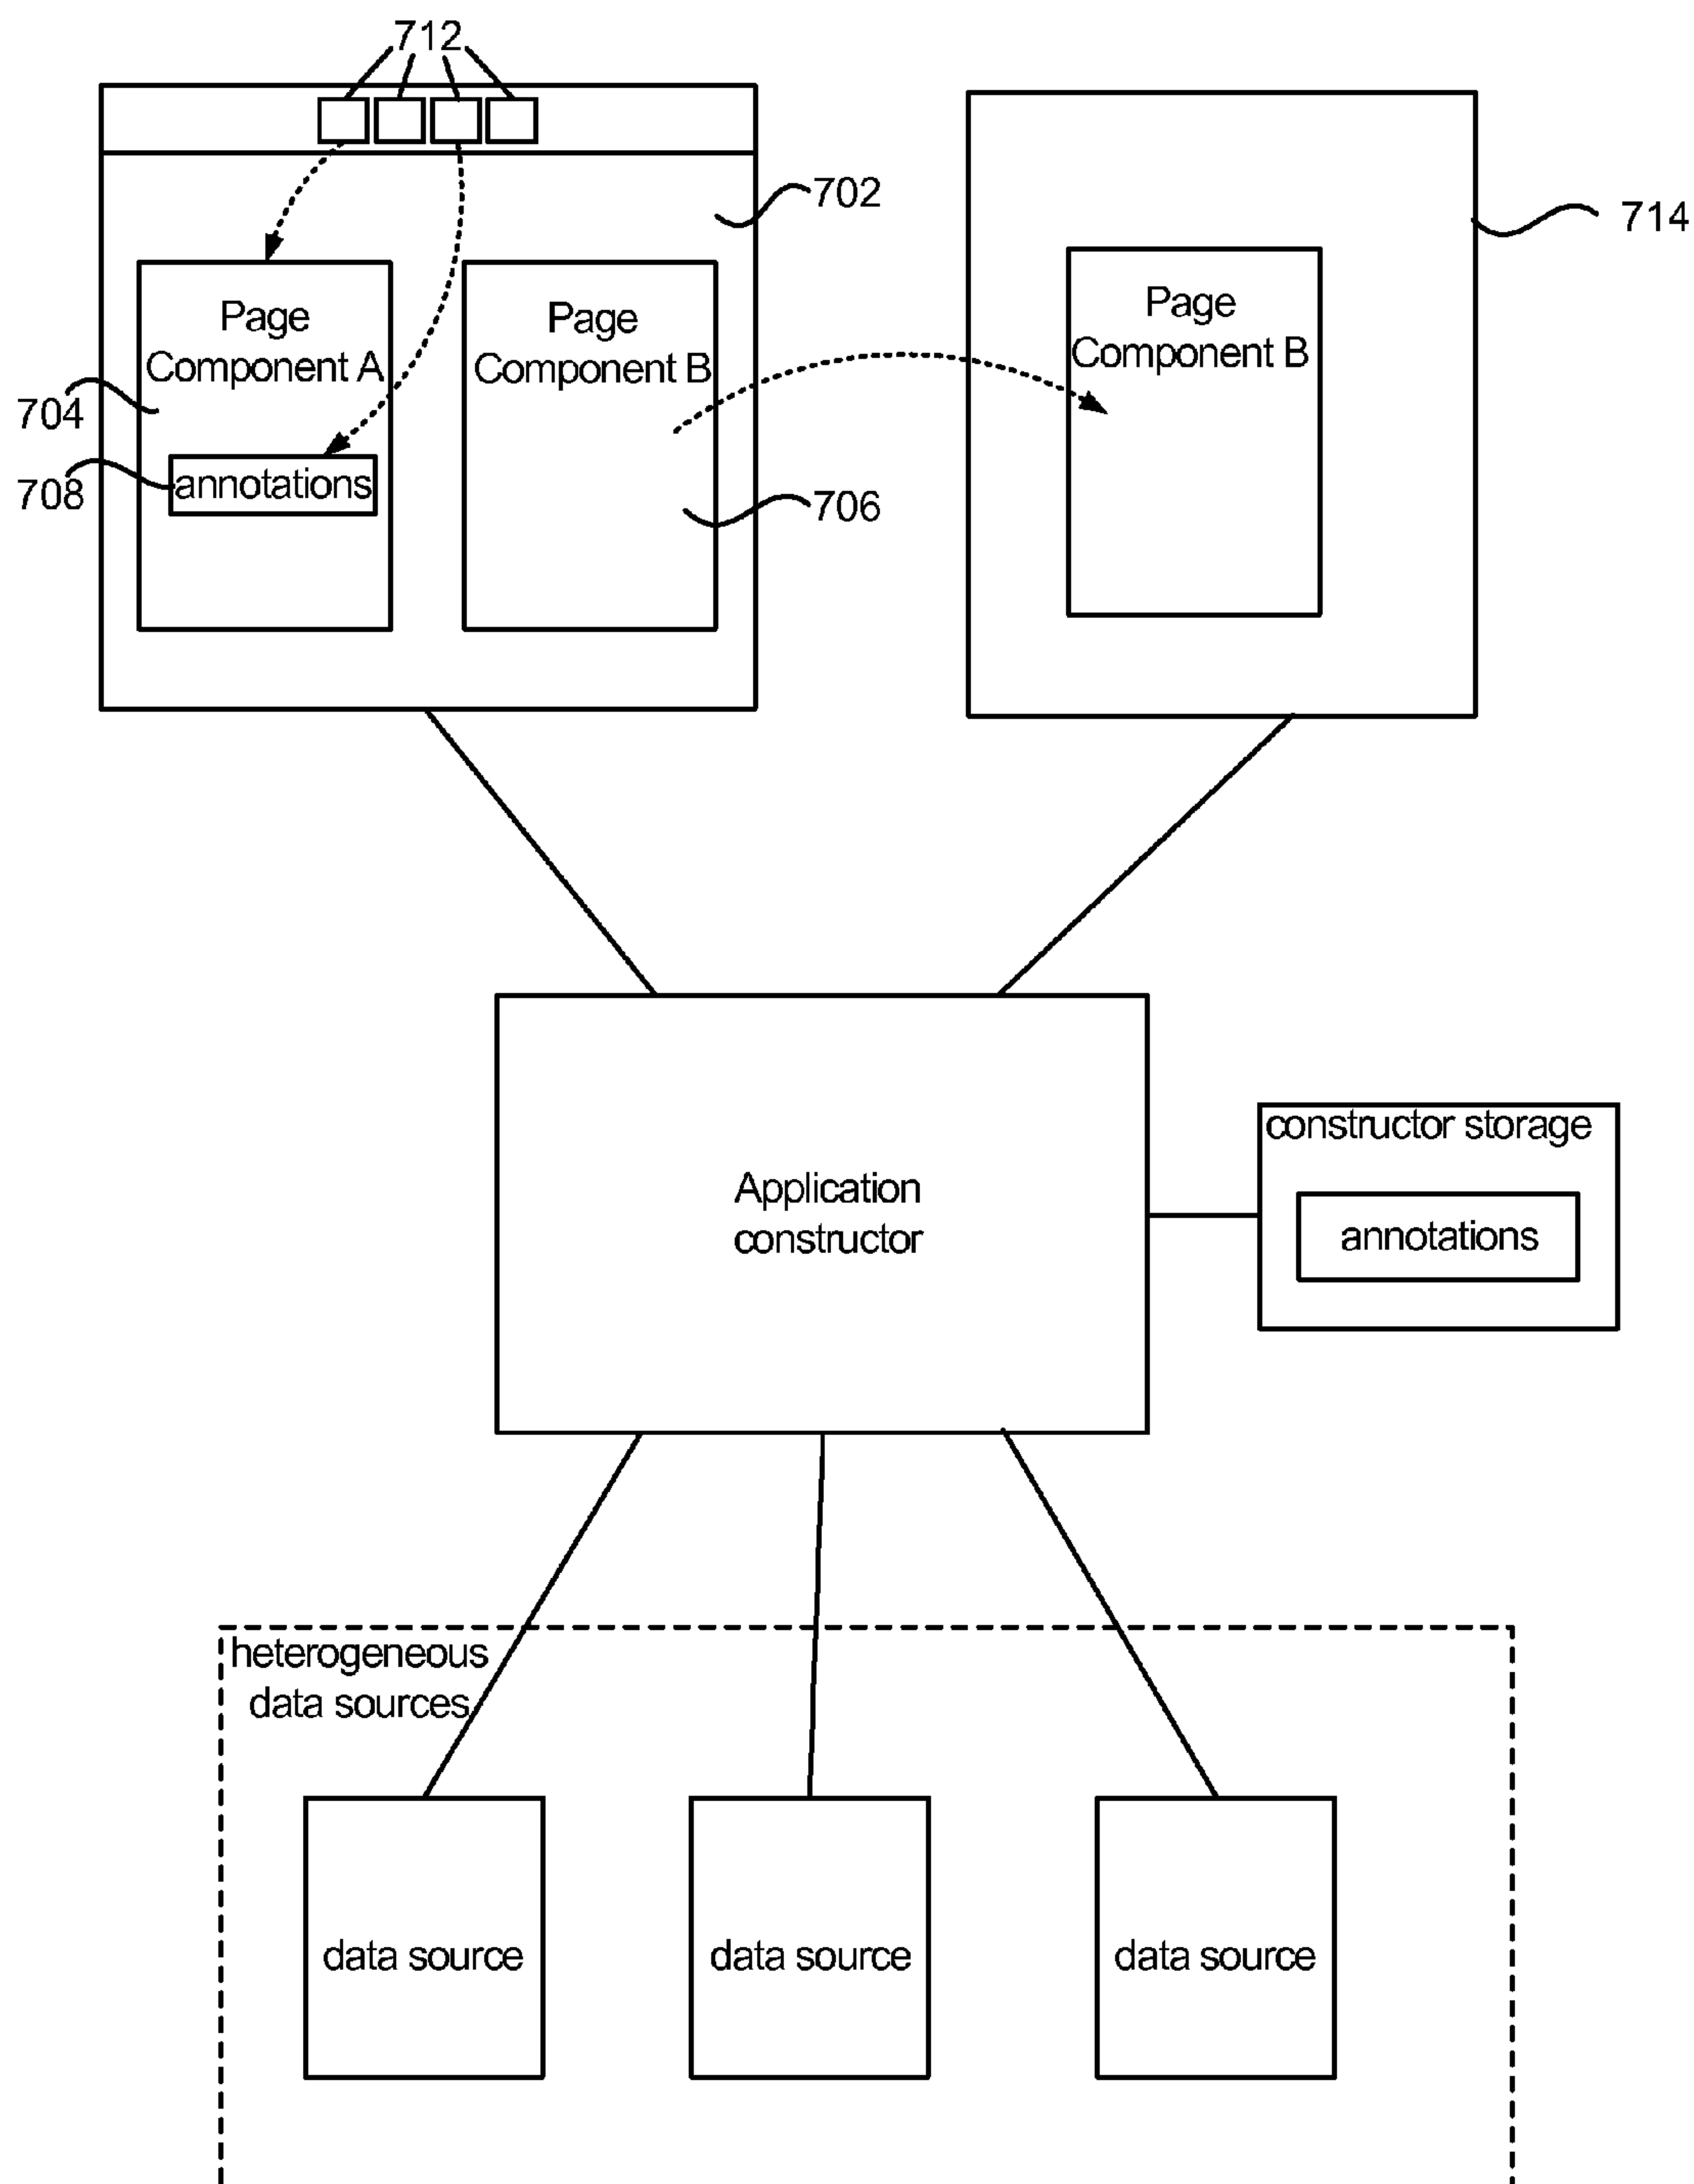 712
702
714
Page
Component A
Page
Component B
Page
Component B
704
annotations
708
706
Application
constructor
constructor storage
annotations
heterogeneous
data sources
data source
data source
data source